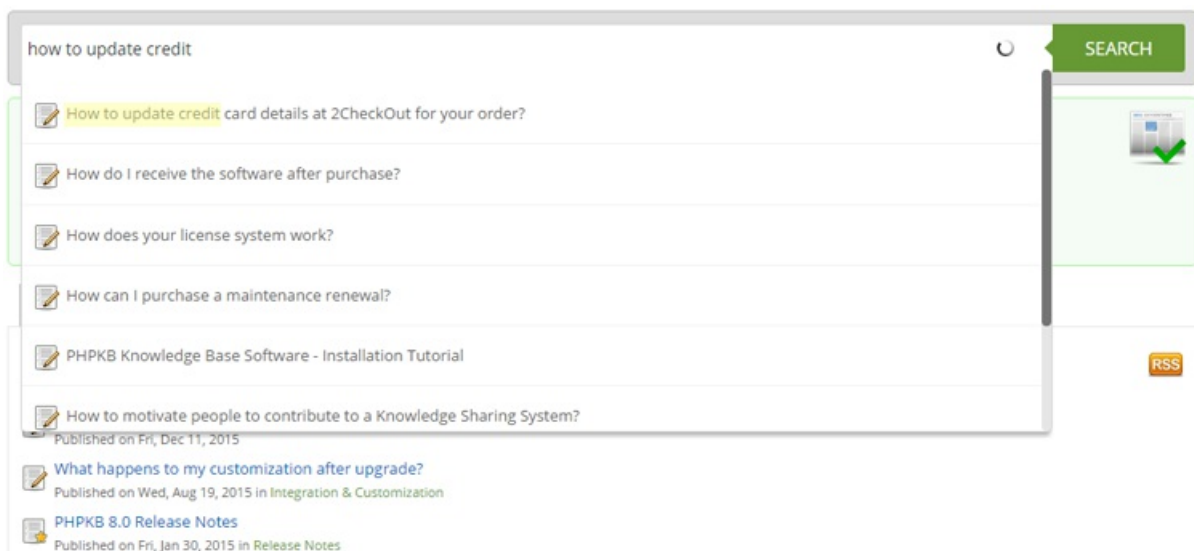 how to update credit
SEARCH
How to update credit card details at 2CheckOut for your order?
How do I receive the software after purchase?
How does your license system work?
How can I purchase a maintenance renewal?
PHPKB Knowledge Base Software - Installation Tutorial
RSS
How to motivate people to contribute to a Knowledge Sharing System?
Published on Fri, Dec 11, 2015
What happens to my customization after upgrade?
Published on Wed, Aug 19, 2015 in Integration & Customization
PHPKB 8.0 Release Notes
Published on Fri, Jan 30, 2015 in Release Notes